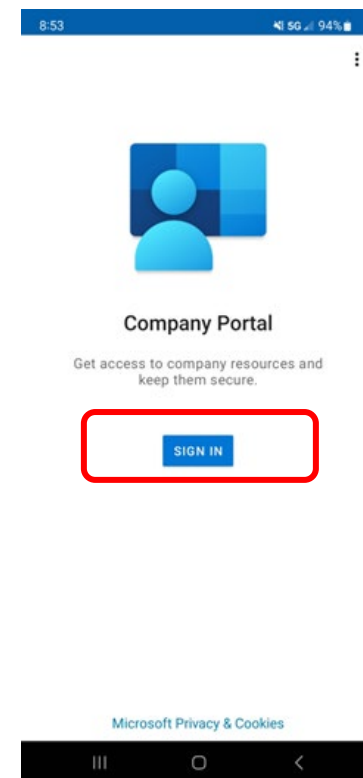 8:53 5G 94%
Company Portal
Get access to company resources and
keep them secure.
SIGN IN
Microsoft Privacy & Cookies